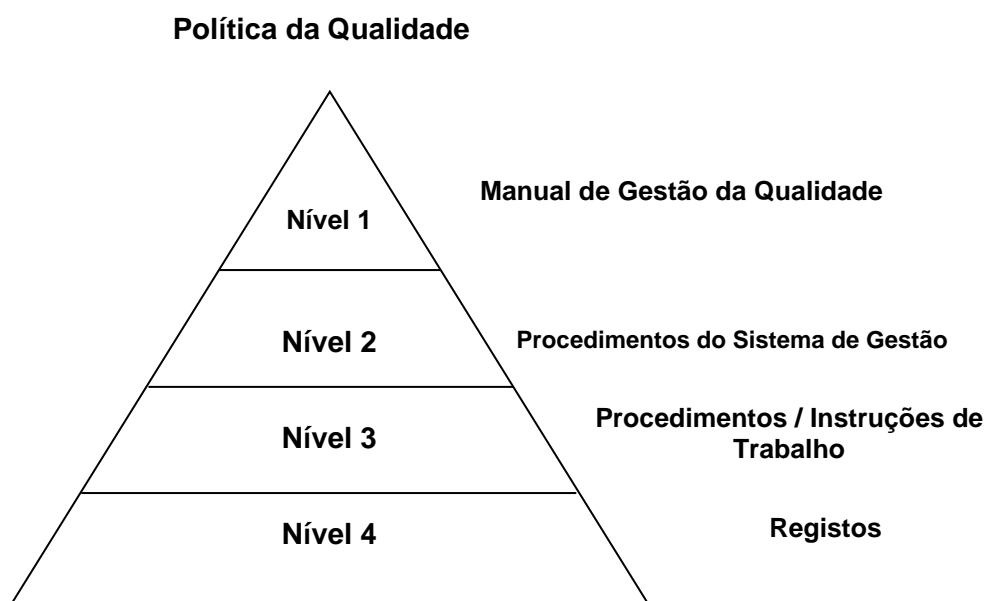 Política da Qualidade
Nível 1
Manual de Gestão da Qualidade
Nível 2
Procedimentos do Sistema de Gestão
Nível 3
Procedimentos / Instruções de
Trabalho
Nível 4
Registos